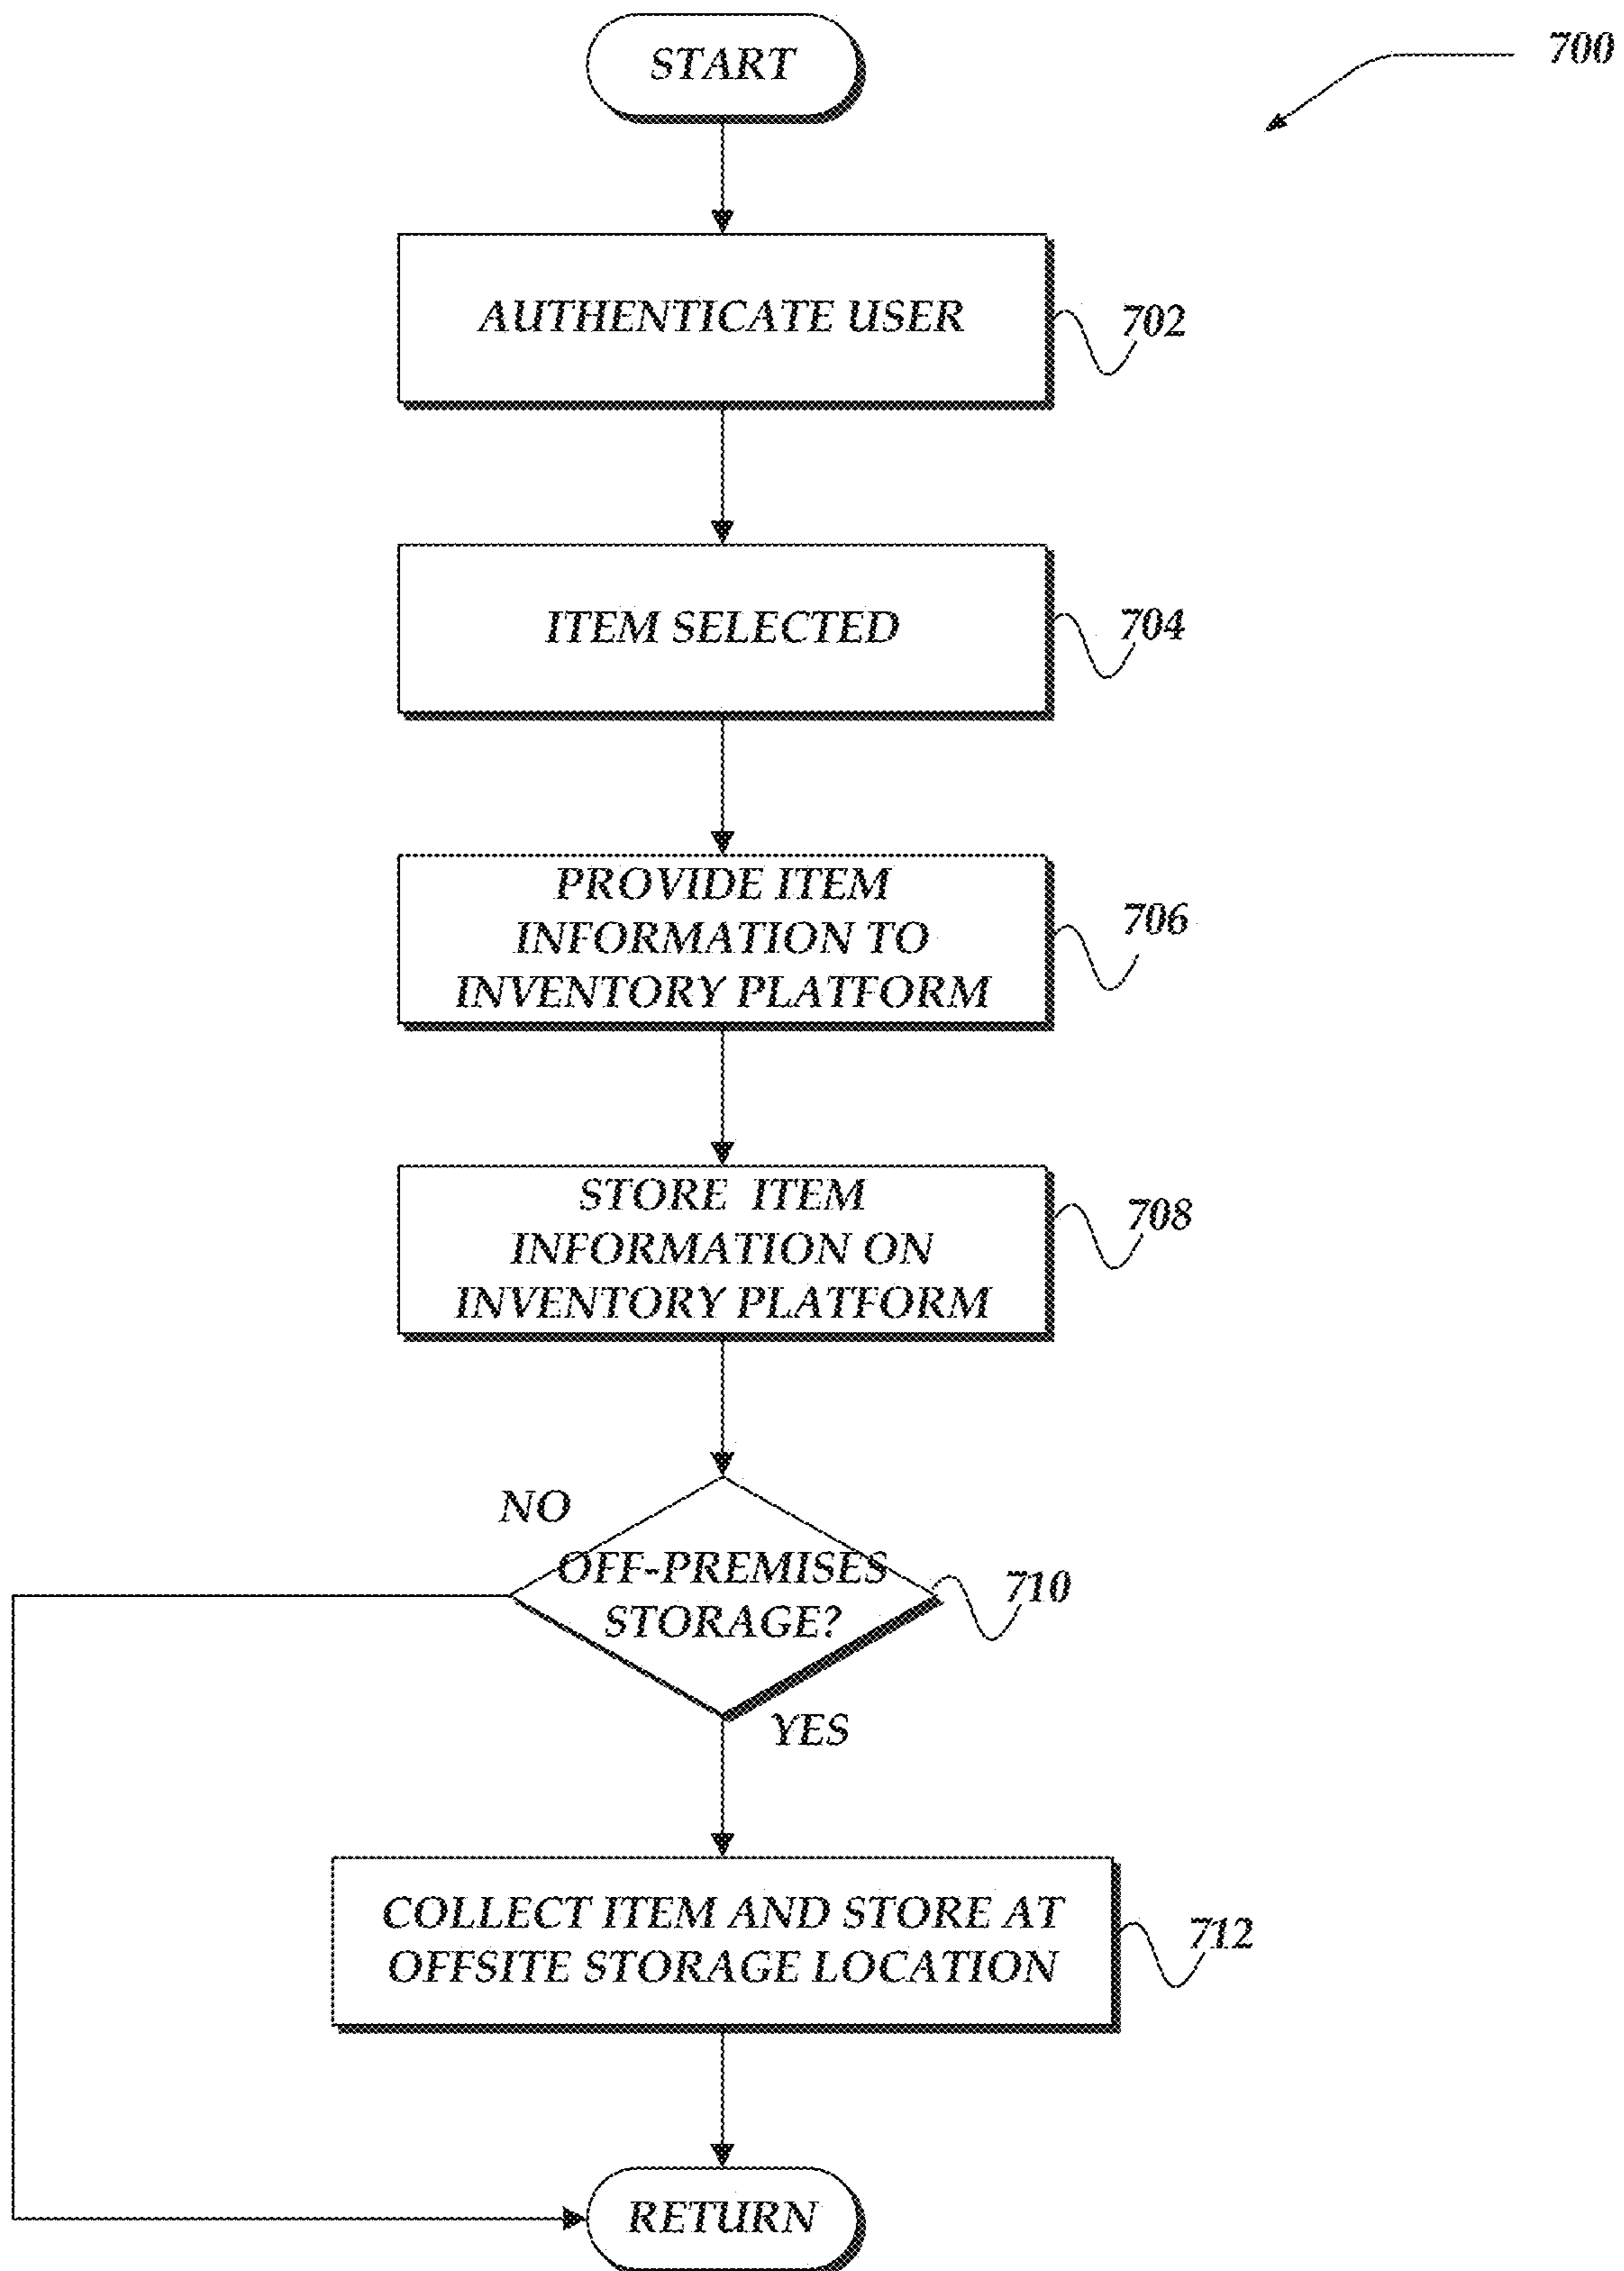 START
700
AUTHENTICATE USER
702
ITEM SELECTED
704
PROVIDE ITEM
INFORMATION TO
INVENTORY PLATFORM
706
STORE ITEM
INFORMATION ON
INVENTORY PLATFORM
708
NO
OFF-PREMISES
STORAGE?
710
YES
COLLECT ITEM AND STORE AT
OFFSITE STORAGE LOCATION
712
RETURN